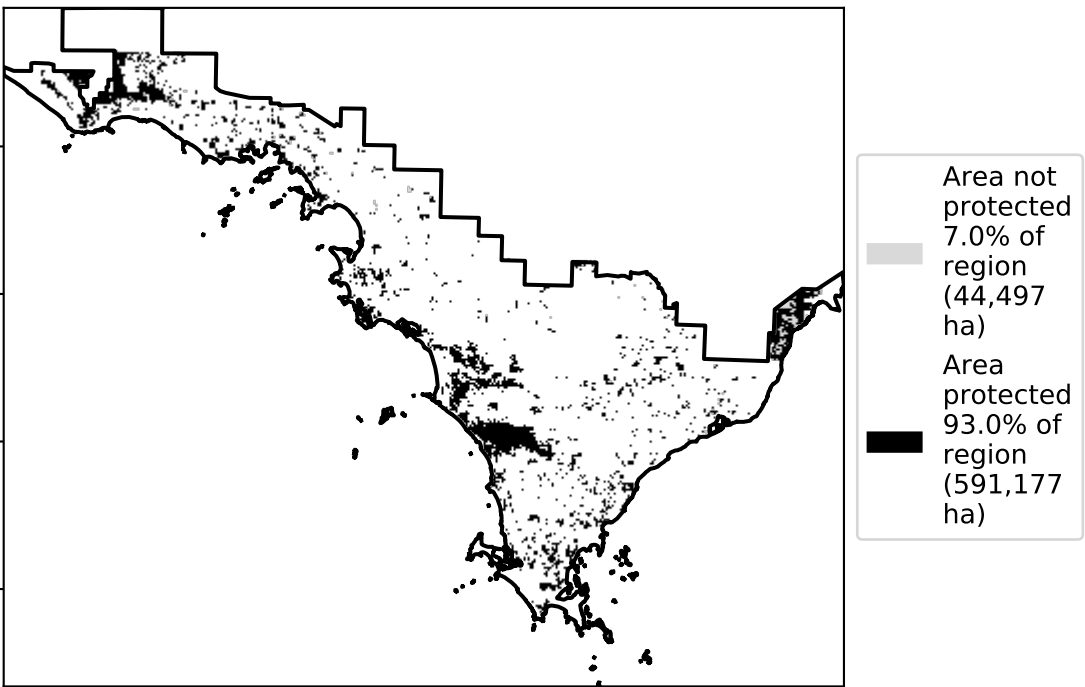 Area not
protected
7.0% of
region
(44,497
ha)
Area
protected
93.0% of
region
(591,177
ha)